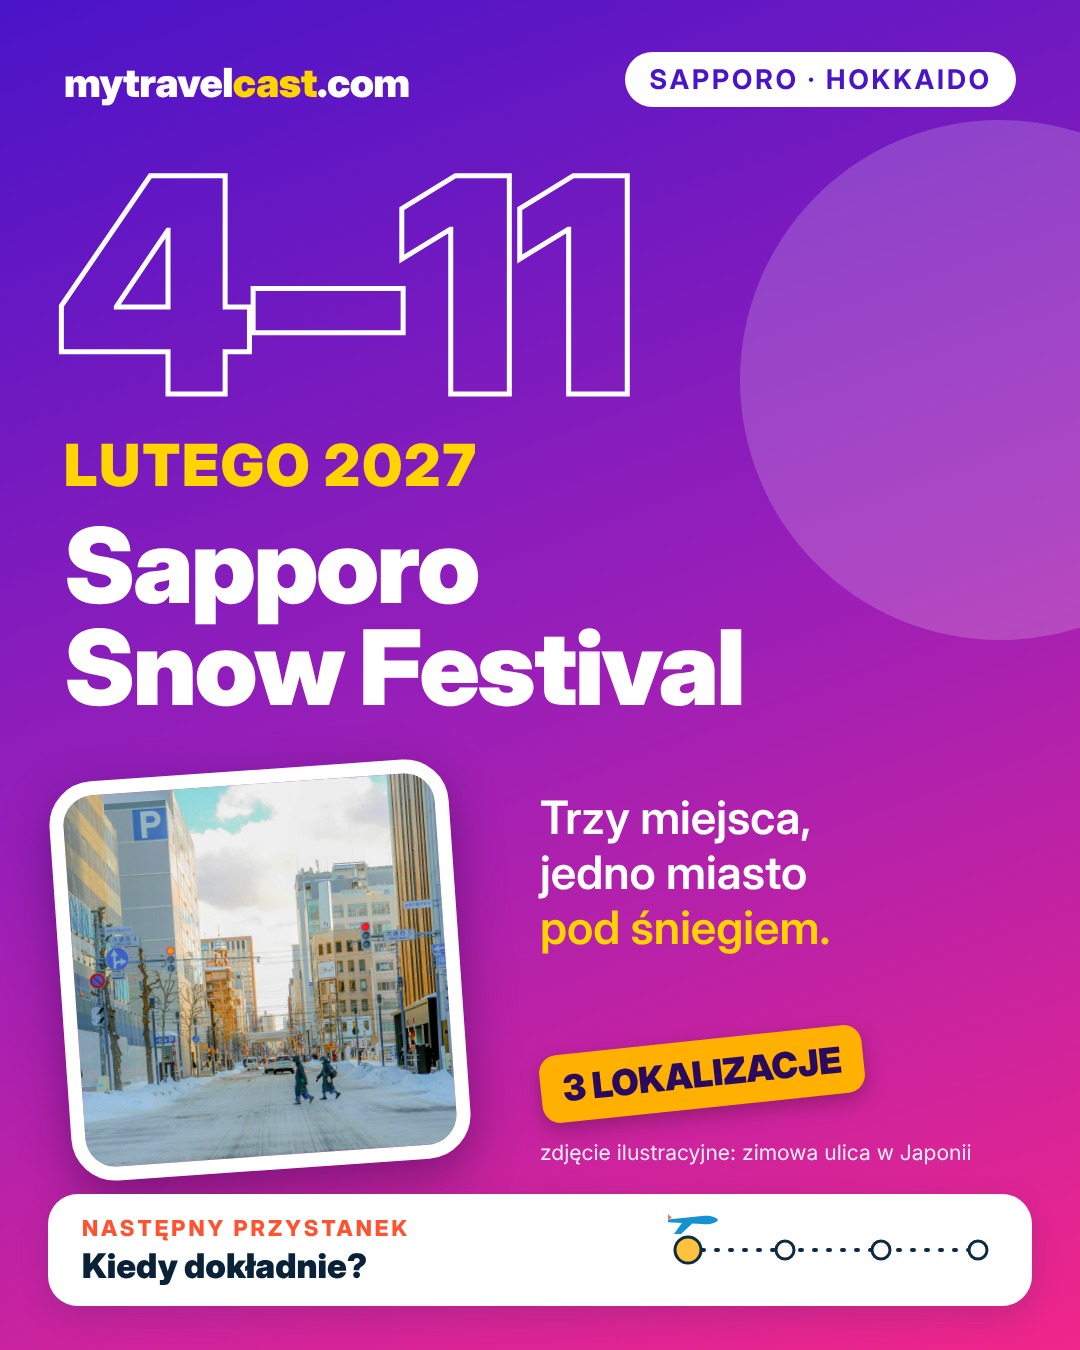 mytravelcast.com
SAPPORO · HOKKAIDO
4–11
LUTEGO 2027
Sapporo
Snow Festival
P
Trzy miejsca,
jedno miasto
pod śniegiem.
3 LOKALIZACJE
zdjęcie ilustracyjne: zimowa ulica w Japonii
NASTĘPNY PRZYSTANEK
Kiedy dokładnie?